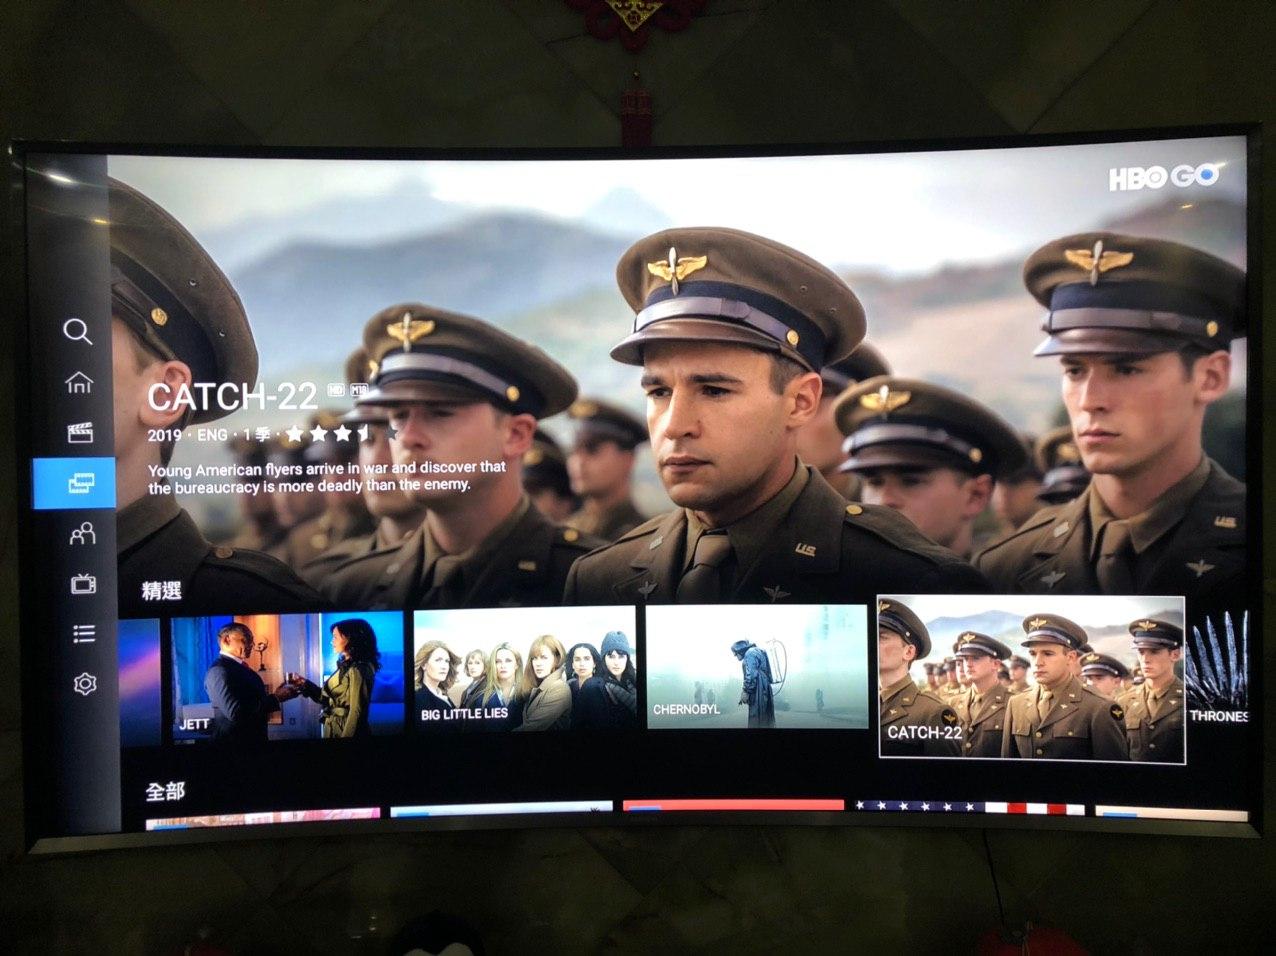 HBO GO
CATCH-22 HD M18
2019 · ENG · 1 季 ·
Young American flyers arrive in war and discover that
the bureaucracy is more deadly than the enemy.
US
US
精選
JETT
BIG LITTLE LIES
CHERNOBYL
CATCH-22
THRONES
全部